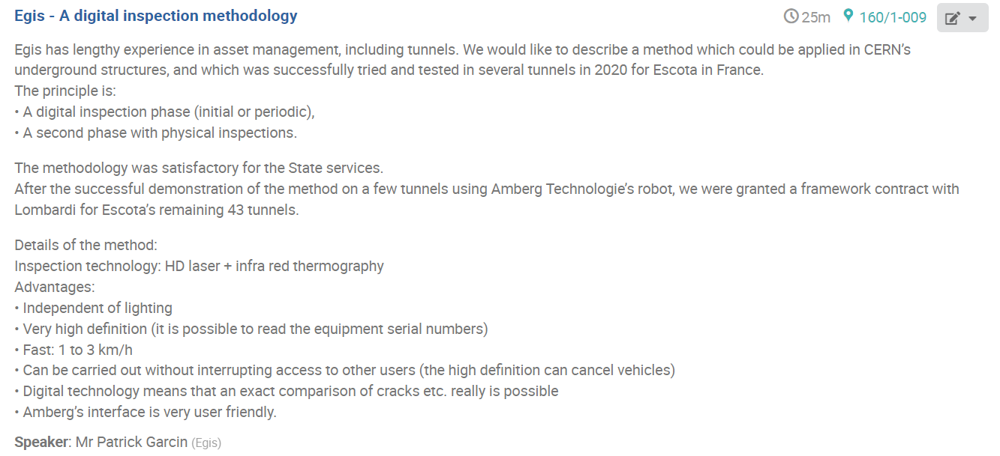 Egis - A digital inspection methodology
25m 160/1-009
Egis has lengthy experience in asset management, including tunnels. We would like to describe a method which could be applied in CERN’s
underground structures, and which was successfully tried and tested in several tunnels in 2020 for Escota in France.
The principle is:
• A digital inspection phase (initial or periodic),
• A second phase with physical inspections.
The methodology was satisfactory for the State services.
After the successful demonstration of the method on a few tunnels using Amberg Technologie’s robot, we were granted a framework contract with
Lombardi for Escota’s remaining 43 tunnels.
Details of the method:
Inspection technology: HD laser + infra red thermography
Advantages:
• Independent of lighting
• Very high definition (it is possible to read the equipment serial numbers)
• Fast: 1 to 3 km/h
• Can be carried out without interrupting access to other users (the high definition can cancel vehicles)
• Digital technology means that an exact comparison of cracks etc. really is possible
• Amberg’s interface is very user friendly.
Speaker: Mr Patrick Garcin (Egis)